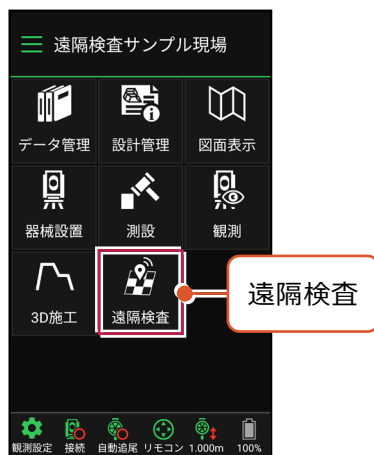 遠隔検査サンプル現場
データ管理 設計管理 図面表示
器械設置 測設 観測
3D施工 遠隔検査
遠隔検査
観測設定 接続 自動追尾 リモコン 1.000m 100%